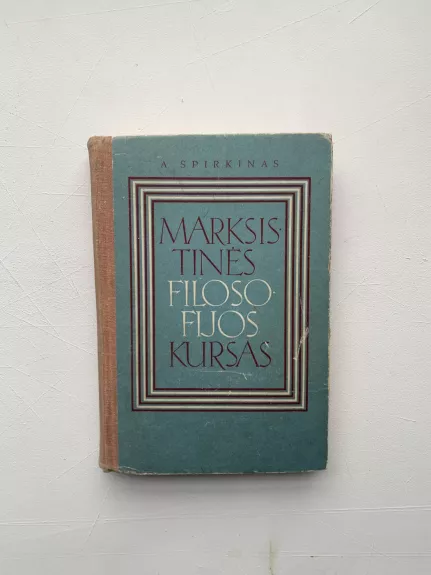 A. SPIRKINAS
MARKSIS-
TINĖS
FILOSO-
FIJOS
KURSAS